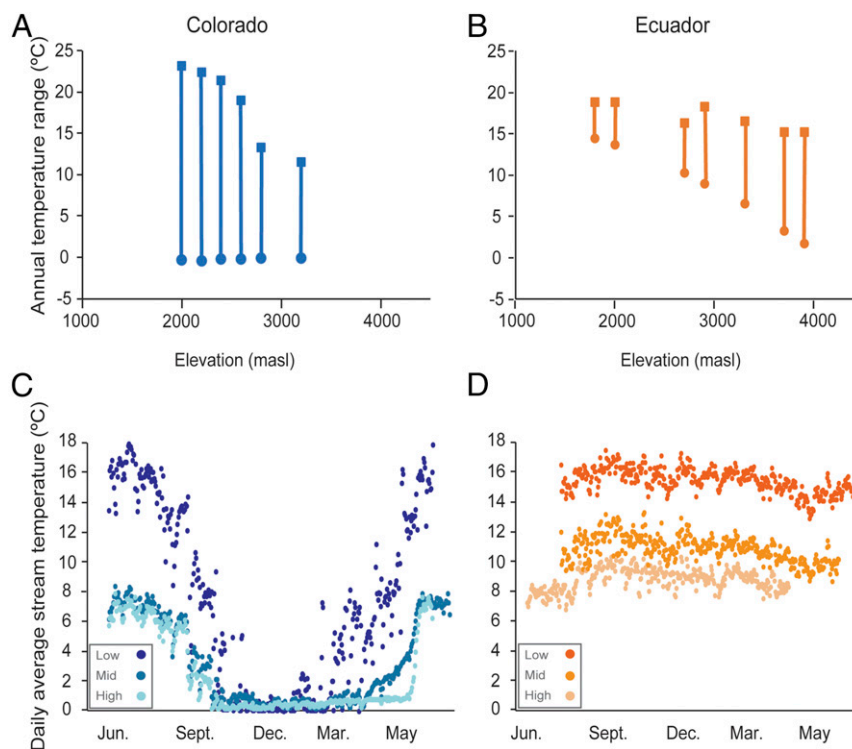 A
Colorado
B
Ecuador
Annual temperature range (°C)
25
20
15
10
5
0
-5
1000
2000
3000
4000
Elevation (masl)
25
20
15
10
5
0
-5
1000
2000
3000
4000
Elevation (masl)
C
D
Daily average stream temperature (°C)
18
16
14
12
10
8
6
4
2
0
Low
Mid
High
Jun.
Sept.
Dec.
Mar.
May
18
16
14
12
10
8
6
4
2
0
Low
Mid
High
Jun.
Sept.
Dec.
Mar.
May